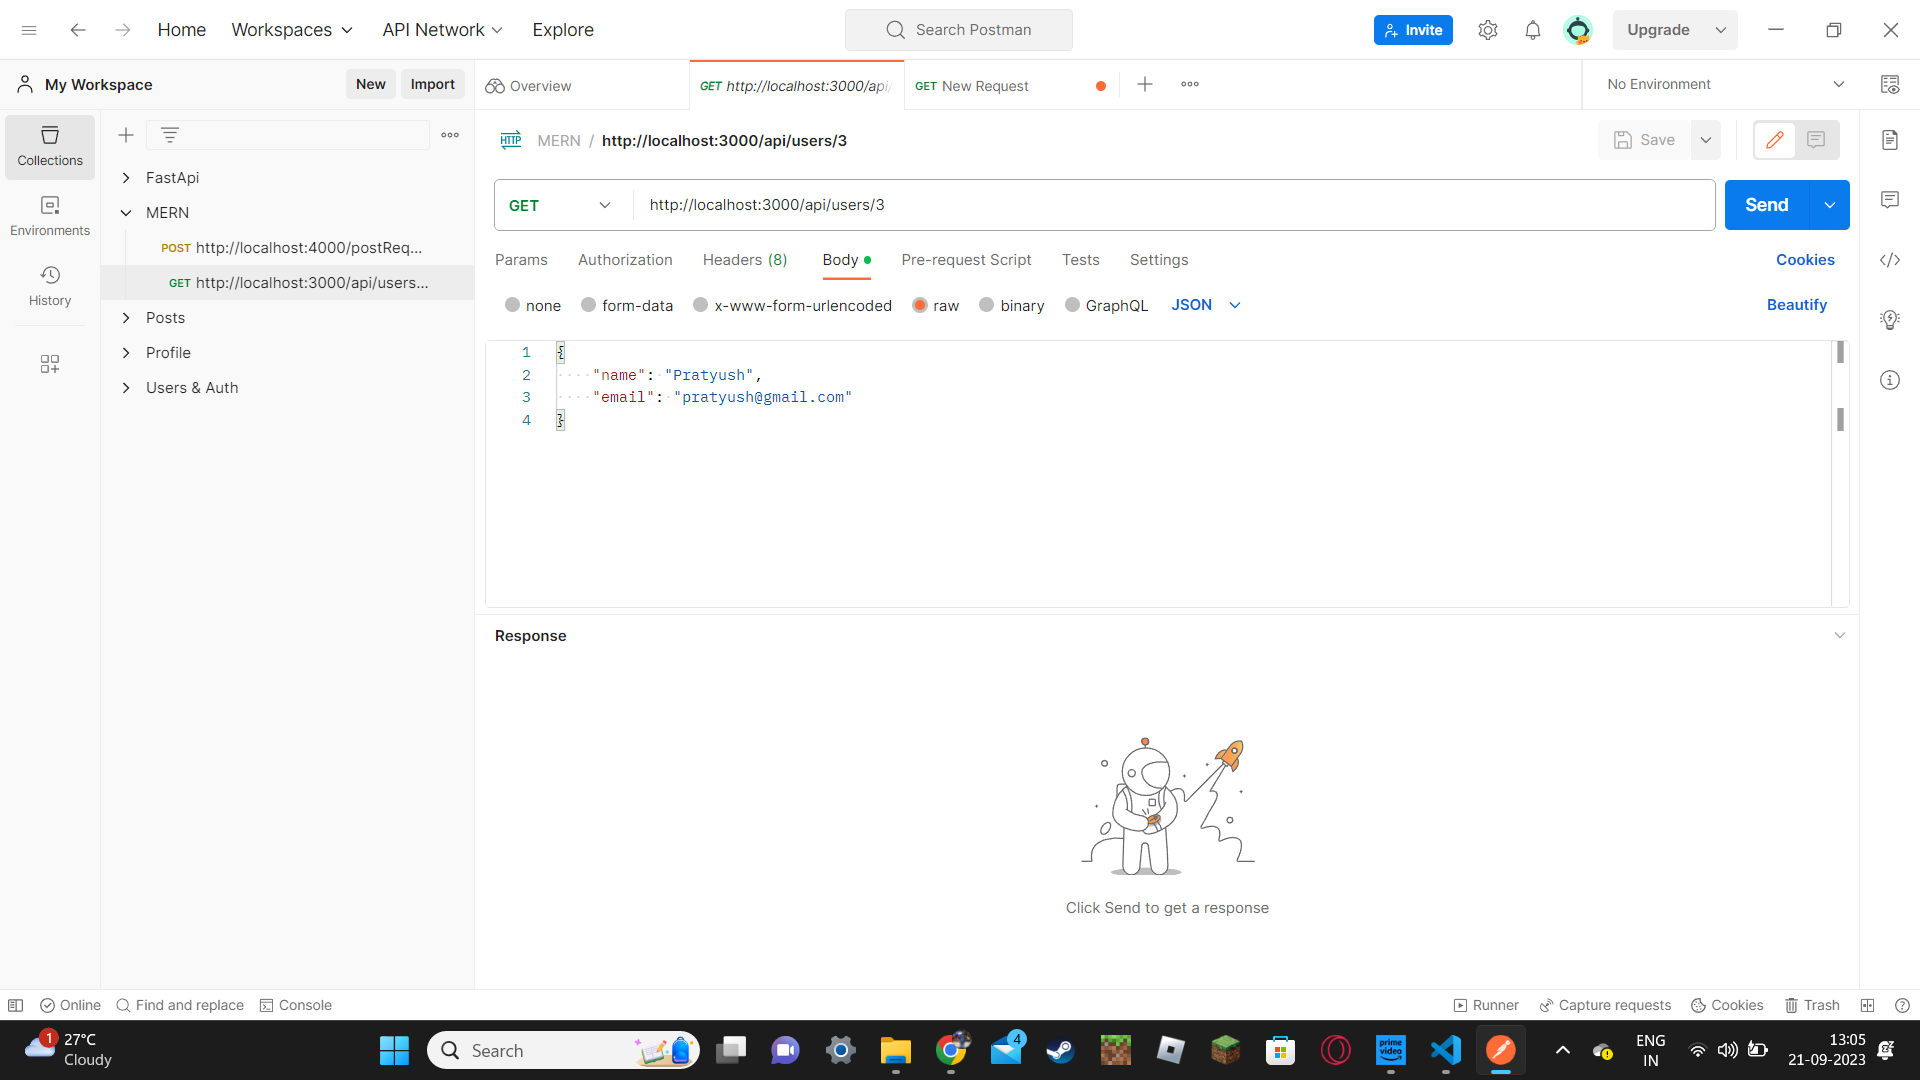 Home Workspaces API Network Explore Search Postman Invite Upgrade
My Workspace New Import Overview GET http://localhost:3000/api/ GET New Request No Environment
Collections
Environments
History
FastApi
MERN
POST http://localhost:4000/postReq...
GET http://localhost:3000/api/users...
Posts
Profile
Users & Auth
HTTP MERN / http://localhost:3000/api/users/3 Save
GET http://localhost:3000/api/users/3 Send
Params Authorization Headers (8) Body Pre-request Script Tests Settings Cookies
none form-data x-www-form-urlencoded raw binary GraphQL JSON Beautify
1 {
2 "name": "Pratyush",
3 "email": "pratyush@gmail.com"
4 }
Response
Click Send to get a response
Online Find and replace Console Runner Capture requests Cookies Trash
1 27°C
Cloudy
Search
4
prime video
ENG
IN
13:05
21-09-2023